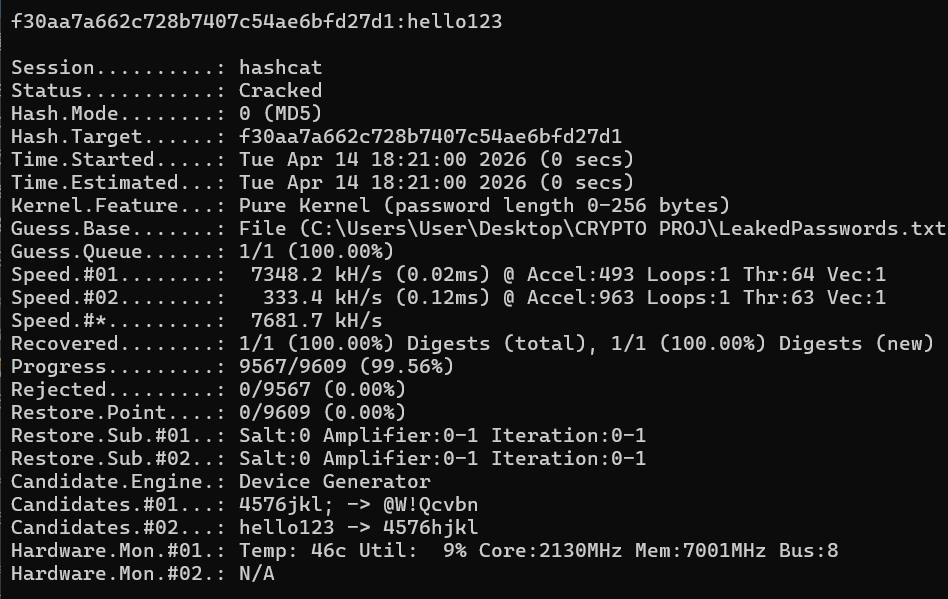 f30aa7a662c728b7407c54ae6bfd27d1:hello123
Session..........: hashcat
Status...........: Cracked
Hash.Mode........: 0 (MD5)
Hash.Target......: f30aa7a662c728b7407c54ae6bfd27d1
Time.Started.....: Tue Apr 14 18:21:00 2026 (0 secs)
Time.Estimated...: Tue Apr 14 18:21:00 2026 (0 secs)
Kernel.Feature...: Pure Kernel (password length 0-256 bytes)
Guess.Base.......: File (C:\Users\User\Desktop\CRYPTO PROJ\LeakedPasswords.txt
Guess.Queue......: 1/1 (100.00%)
Speed.#01........:  7348.2 kH/s (0.02ms) @ Accel:493 Loops:1 Thr:64 Vec:1
Speed.#02........:   333.4 kH/s (0.12ms) @ Accel:963 Loops:1 Thr:63 Vec:1
Speed.#*.........:  7681.7 kH/s
Recovered........: 1/1 (100.00%) Digests (total), 1/1 (100.00%) Digests (new)
Progress.........: 9567/9609 (99.56%)
Rejected.........: 0/9567 (0.00%)
Restore.Point....: 0/9609 (0.00%)
Restore.Sub.#01..: Salt:0 Amplifier:0-1 Iteration:0-1
Restore.Sub.#02..: Salt:0 Amplifier:0-1 Iteration:0-1
Candidate.Engine.: Device Generator
Candidates.#01...: 4576jkl; -> @W!Qcvbn
Candidates.#02...: hello123 -> 4576hjkl
Hardware.Mon.#01.: Temp: 46c Util:  9% Core:2130MHz Mem:7001MHz Bus:8
Hardware.Mon.#02.: N/A